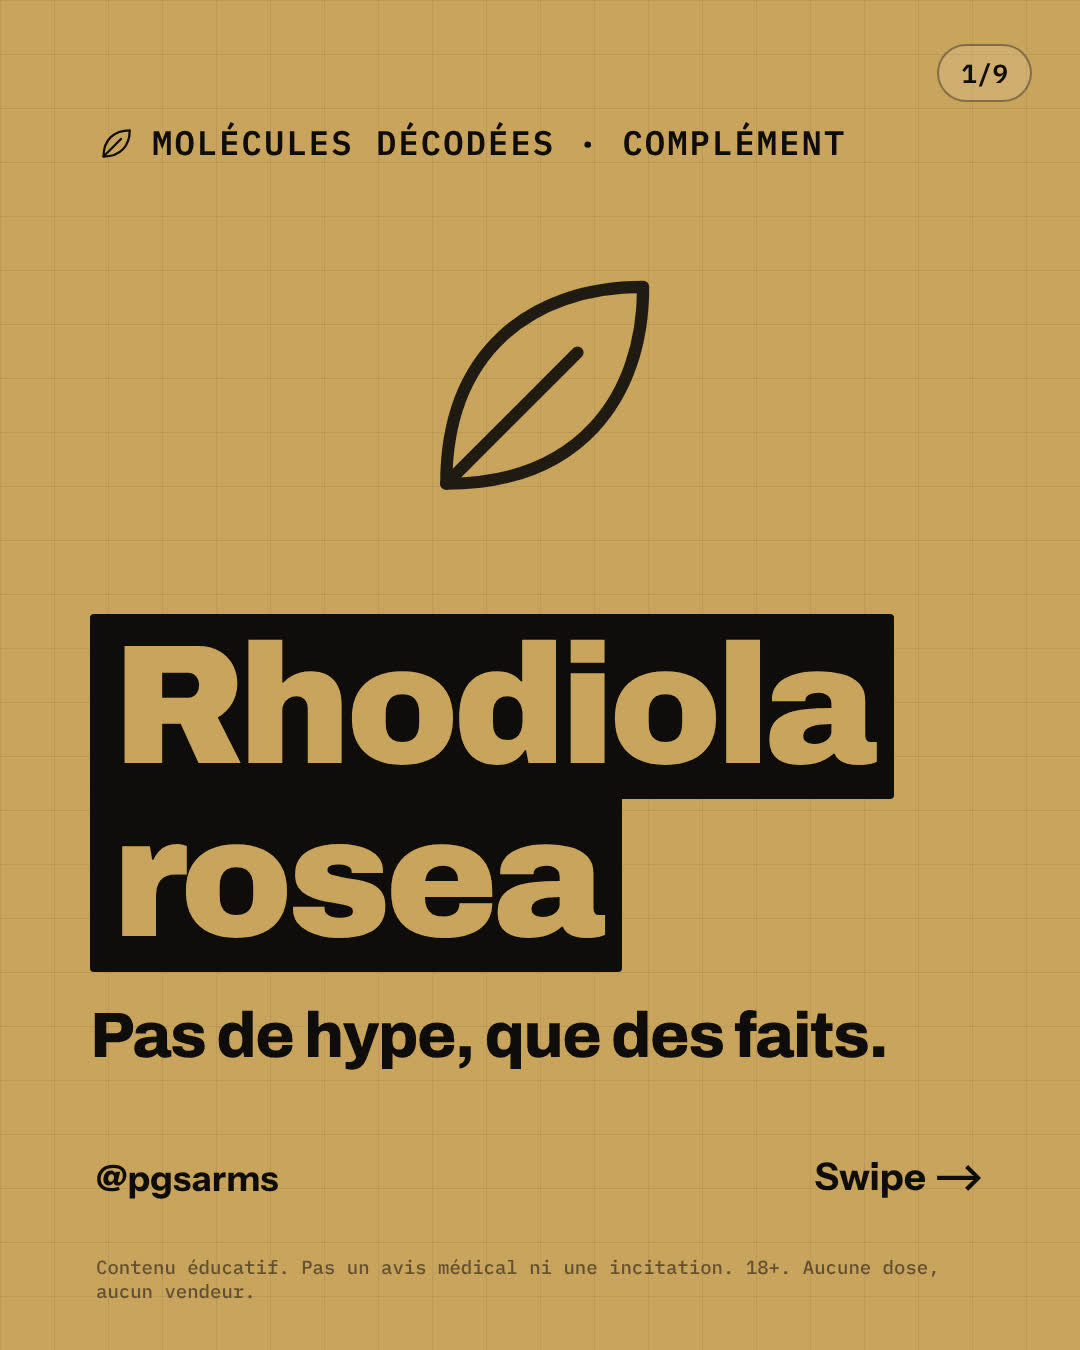 1/9
MOLÉCULES DÉCODÉES · COMPLÉMENT
Rhodiola
rosea
Pas de hype, que des faits.
@pgsarms
Swipe →
Contenu éducatif. Pas un avis médical ni une incitation. 18+. Aucune dose,
aucun vendeur.